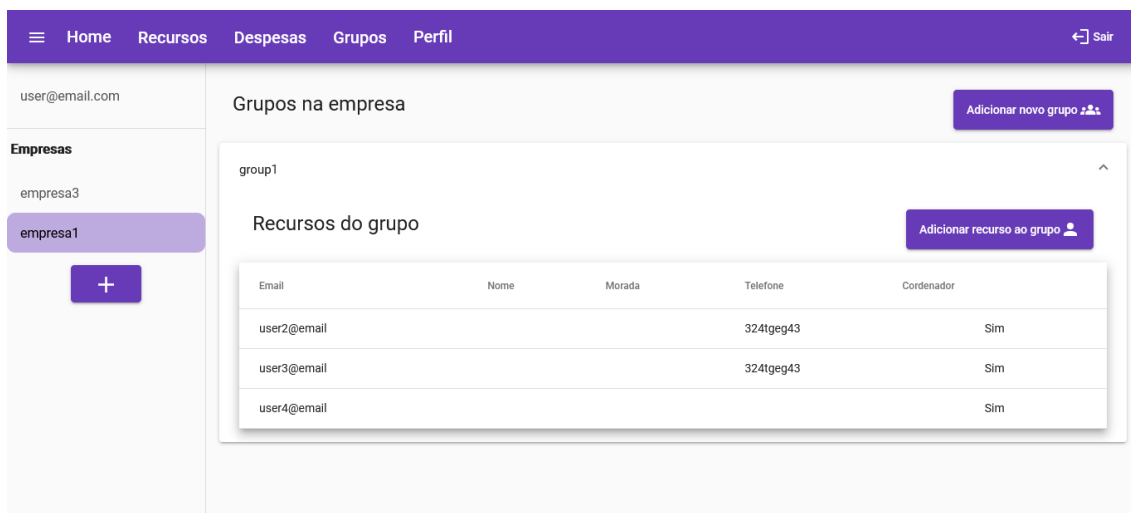 Home Recursos Despesas Grupos Perfil Sair
user@email.com
Empresas
empresa3
empresa1
+
Grupos na empresa
Adicionar novo grupo
group1
Recursos do grupo
Adicionar recurso ao grupo
Email Nome Morada Telefone Cordenador
user2@email 324tgeg43 Sim
user3@email 324tgeg43 Sim
user4@email Sim